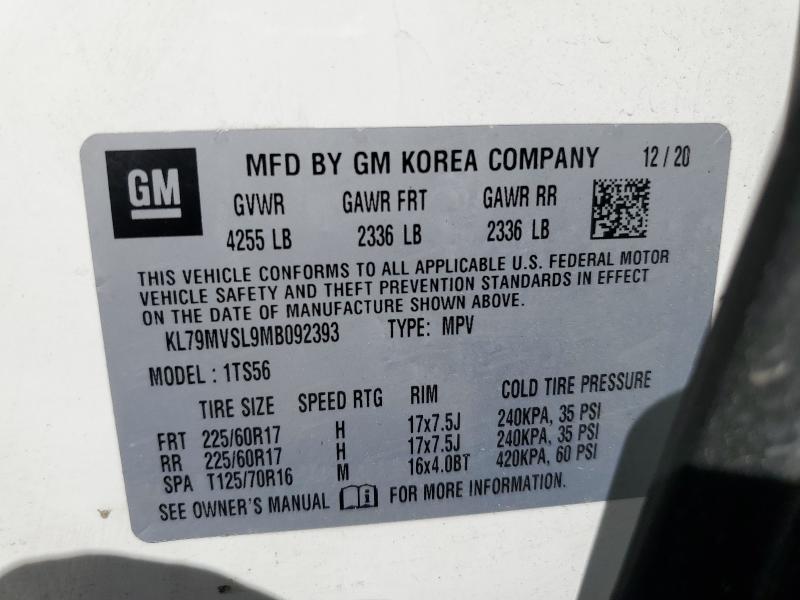 GM MFD BY GM KOREA COMPANY 12/20
GVWR GAWR FRT GAWR RR
4255 LB 2336 LB 2336 LB
THIS VEHICLE CONFORMS TO ALL APPLICABLE U.S. FEDERAL MOTOR
VEHICLE SAFETY AND THEFT PREVENTION STANDARDS IN EFFECT
ON THE DATE OF MANUFACTURE SHOWN ABOVE.
KL79MVSL9MB092393 TYPE: MPV
MODEL : 1TS56
TIRE SIZE SPEED RTG RIM COLD TIRE PRESSURE
FRT 225/60R17 H 17x7.5J 240KPA, 35 PSI
RR 225/60R17 H 17x7.5J 240KPA, 35 PSI
SPA T125/70R16 M 16x4.0BT 420KPA, 60 PSI
SEE OWNER'S MANUAL FOR MORE INFORMATION.